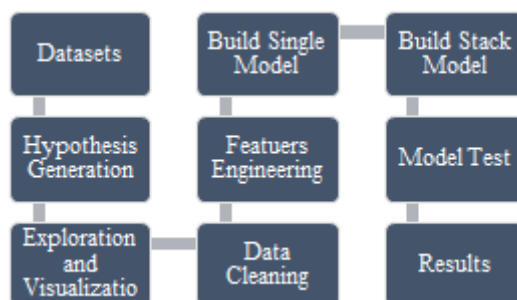 Datasets
Hypothesis
Generation
Exploration
and
Visualizatio
Data
Cleaning
Featuers
Engineering
Build Single
Model
Build Stack
Model
Model Test
Results